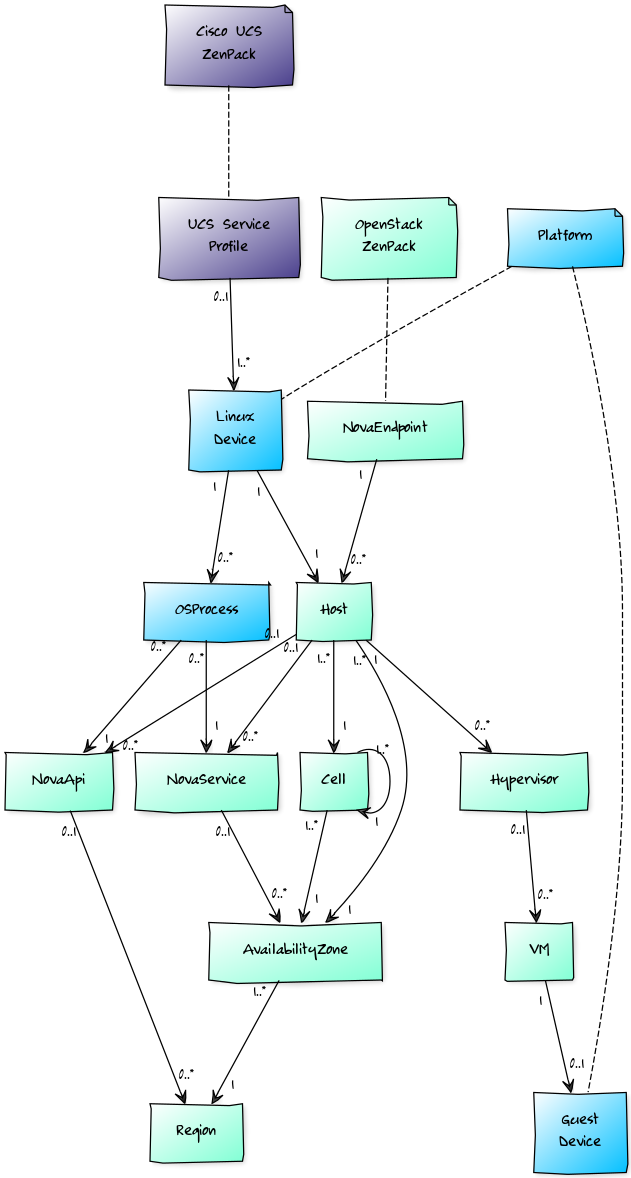 Cisco UCS
ZenPack
UCS Service
Profile
OpenStack
ZenPack
Platform
0..1
1..*
Linux
Device
NovaEndpoint
1
1
1
0..*
1
0..*
OSProcess
Host
0..1
0..*
0..*
0..1
1..*
1..*
1
1
0..*
1
0..*
1
0..*
1..*
NovaApi
NovaService
Cell
Hypervisor
0..1
0..1
1..*
1
0..1
0..*
1
1
0..*
AvailabilityZone
VM
1..*
1
0..*
1
0..1
Region
Guest
Device